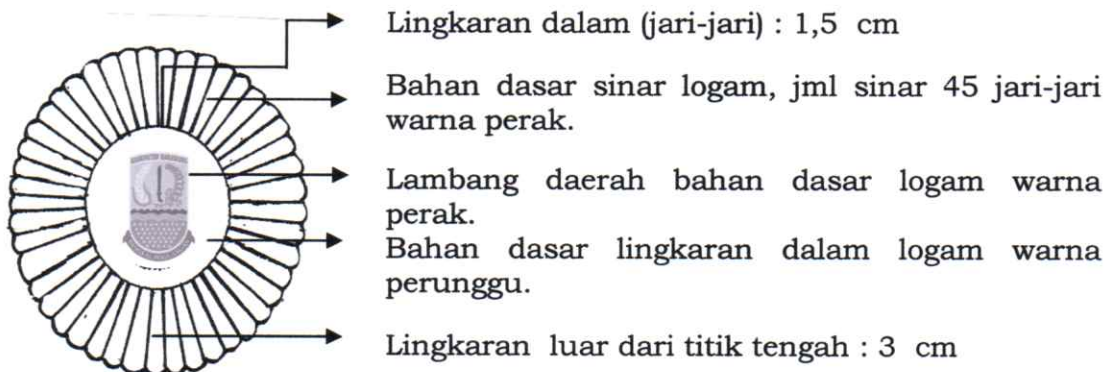 Lingkaran dalam (jari-jari) : 1,5 cm
Bahan dasar sinar logam, jml sinar 45 jari-jari
warna perak.
Lambang daerah bahan dasar logam warna
perak.
Bahan dasar lingkaran dalam logam warna
perunggu.
Lingkaran luar dari titik tengah : 3 cm